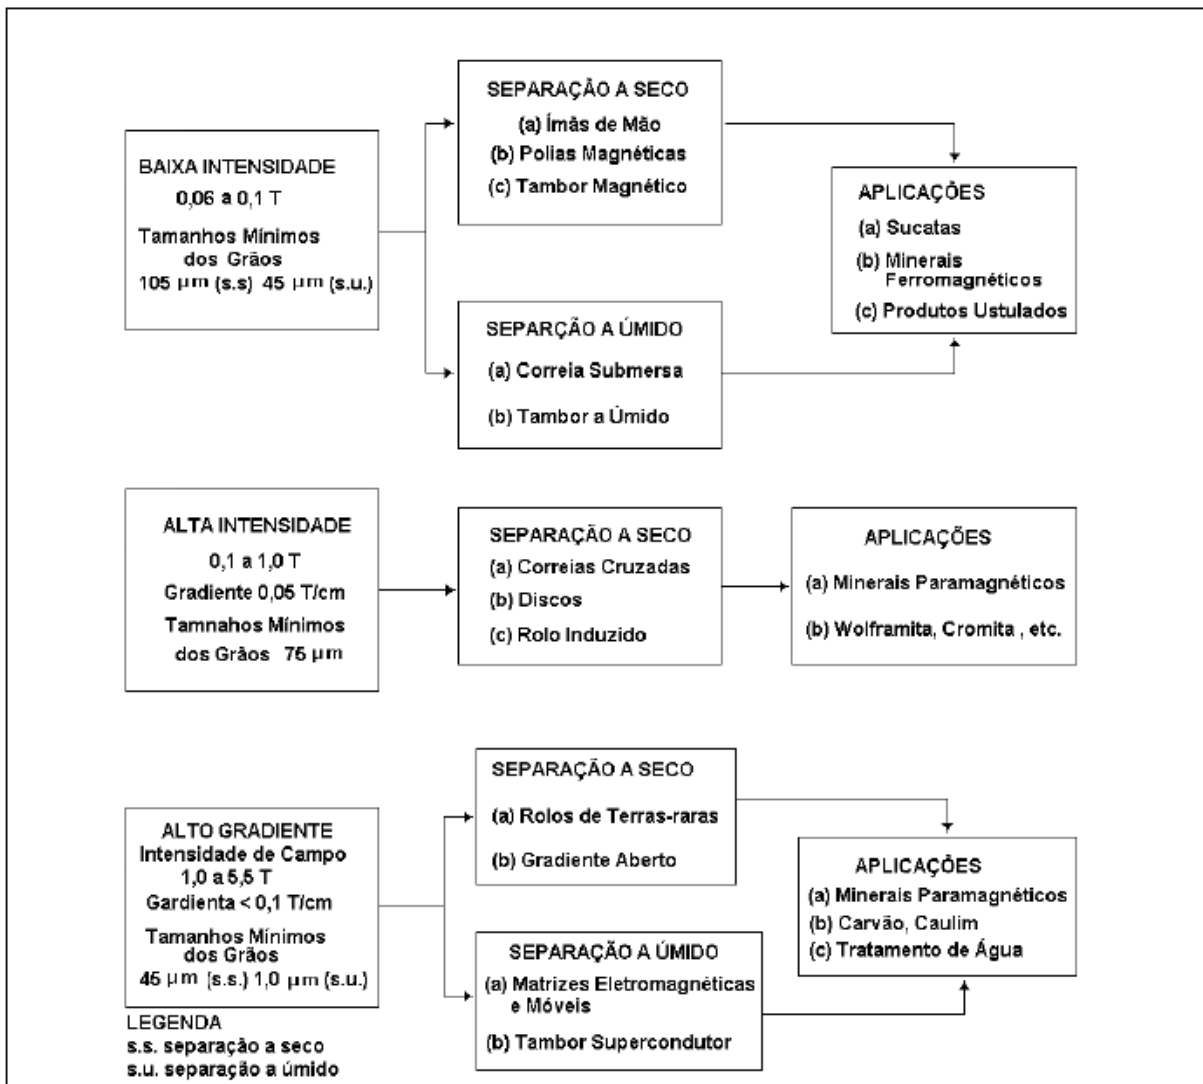 BAIXA INTENSIDADE
0,06 a 0,1 T
Tamanhos Mínimos
dos Grãos
105 µm (s.s) 45 µm (s.u.)
SEPARAÇÃO A SECO
(a) Ímãs de Mão
(b) Polias Magnéticas
(c) Tambor Magnético
SEPARÇÃO A ÚMIDO
(a) Correia Submersa
(b) Tambor a Úmido
APLICAÇÕES
(a) Sucatas
(b) Minerais
Ferromagnéticos
(c) Produtos Ustulados
ALTA INTENSIDADE
0,1 a 1,0 T
Gradiente 0,05 T/cm
Tamnahos Mínimos
dos Grãos 75 µm
SEPARAÇÃO A SECO
(a) Correias Cruzadas
(b) Discos
(c) Rolo Induzido
APLICAÇÕES
(a) Minerais Paramagnéticos
(b) Wolframita, Cromita , etc.
ALTO GRADIENTE
Intensidade de Campo
1,0 a 5,5 T
Gardienta < 0,1 T/cm
Tamanhos Mínimos
dos Grãos
45 µm (s.s.) 1,0 µm (s.u.)
SEPARAÇÃO A SECO
(a) Rolos de Terras-raras
(b) Gradiente Aberto
SEPARAÇÃO A ÚMIDO
(a) Matrizes Eletromagnéticas
e Móveis
(b) Tambor Supercondutor
APLICAÇÕES
(a) Minerais Paramagnéticos
(b) Carvão, Caulim
(c) Tratamento de Água
LEGENDA
s.s. separação a seco
s.u. separação a úmido